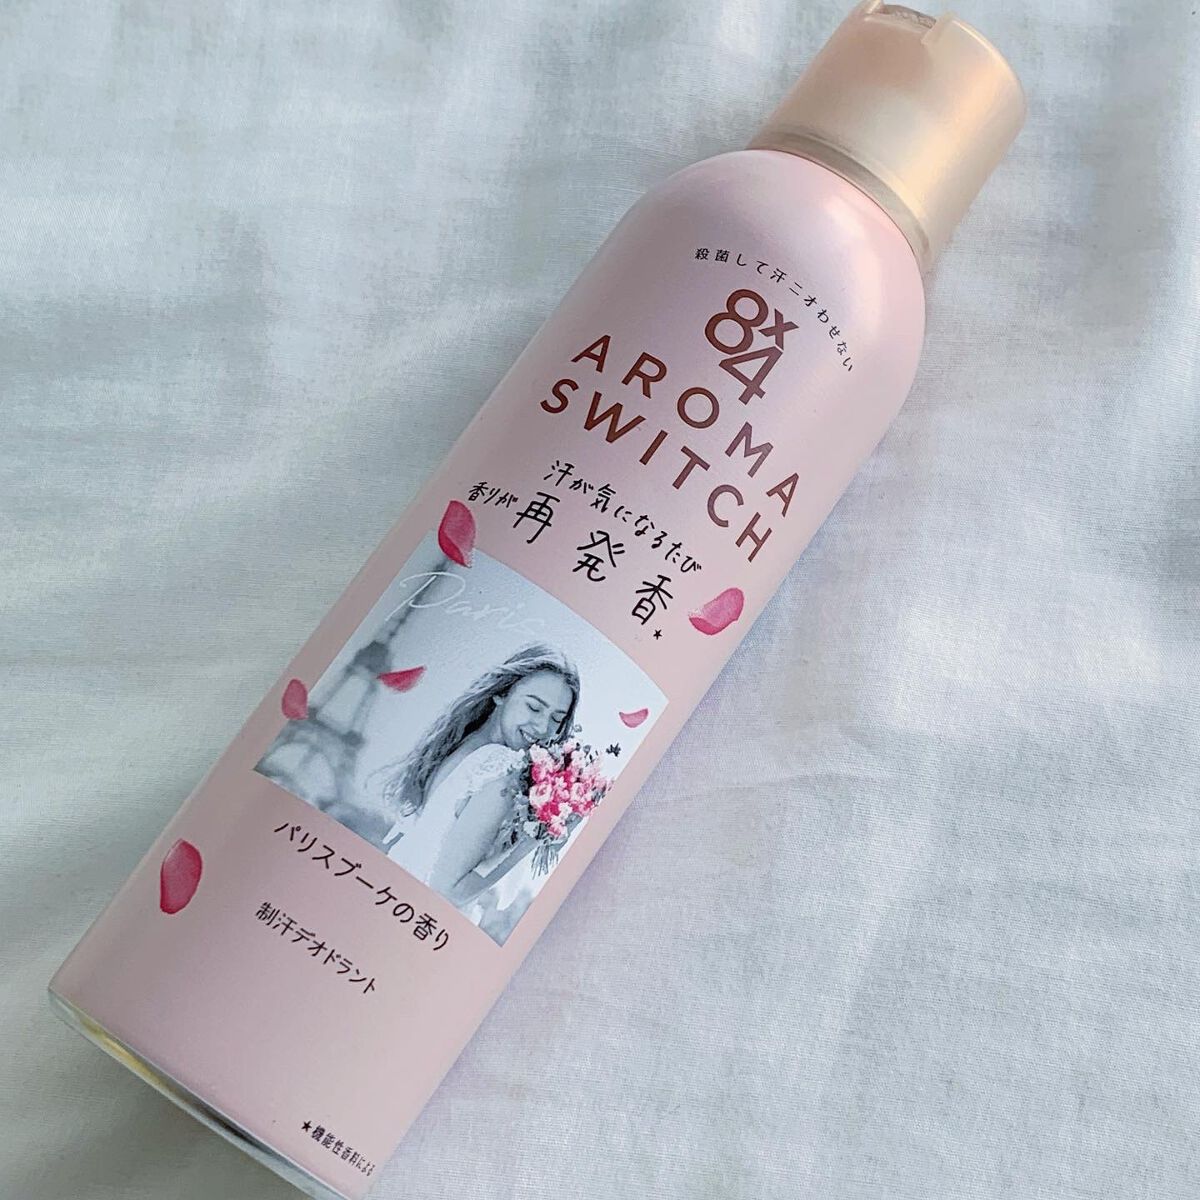 殺菌して汗ニオわせない
8x4
AROMA
SWITCH
汗が気になるたび
香りが再発香★
Paris
パリスブーケの香り
制汗デオドラント
★機能性香料による